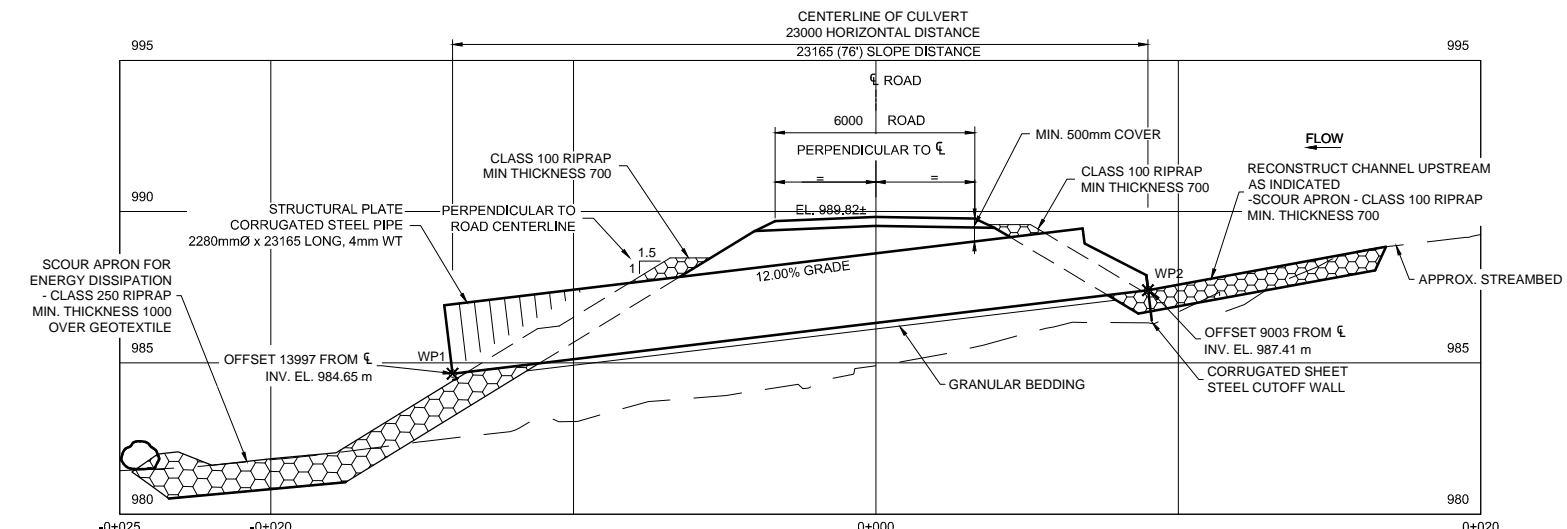 CENTERLINE OF CULVERT
23000 HORIZONTAL DISTANCE
23165 (76') SLOPE DISTANCE
995
995
℄ ROAD
6000 ROAD
MIN. 500mm COVER
FLOW
PERPENDICULAR TO ℄
CLASS 100 RIPRAP
MIN THICKNESS 700
CLASS 100 RIPRAP
MIN THICKNESS 700
RECONSTRUCT CHANNEL UPSTREAM
AS INDICATED
-SCOUR APRON - CLASS 100 RIPRAP
MIN. THICKNESS 700
990
990
= =
EL. 989.82±
STRUCTURAL PLATE
CORRUGATED STEEL PIPE
2280mmØ x 23165 LONG, 4mm WT
PERPENDICULAR TO
ROAD CENTERLINE
1.5
1
12.00% GRADE
WP2
APPROX. STREAMBED
SCOUR APRON FOR
ENERGY DISSIPATION
- CLASS 250 RIPRAP
MIN. THICKNESS 1000
OVER GEOTEXTILE
OFFSET 9003 FROM ℄
INV. EL. 987.41 m
985
985
WP1
OFFSET 13997 FROM ℄
INV. EL. 984.65 m
GRANULAR BEDDING
CORRUGATED SHEET
STEEL CUTOFF WALL
980
980
-0+025
-0+020
0+000
0+020